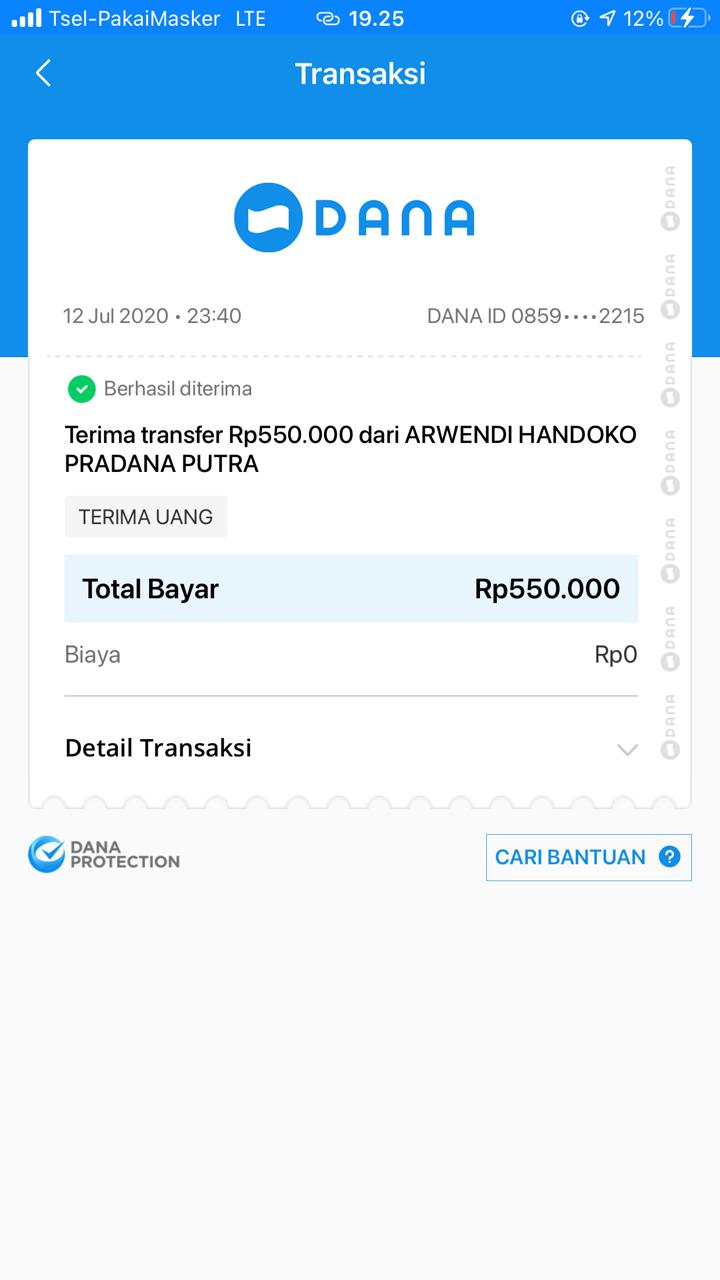 Tsel-PakaiMasker LTE 19.25 12%
Transaksi
DANA
12 Jul 2020 • 23:40 DANA ID 0859••••2215
Berhasil diterima
Terima transfer Rp550.000 dari ARWENDI HANDOKO
PRADANA PUTRA
TERIMA UANG
Total Bayar Rp550.000
Biaya Rp0
Detail Transaksi
DANA
DANA
DANA
DANA
DANA
DANA
DANA
DANA
PROTECTION
CARI BANTUAN ?